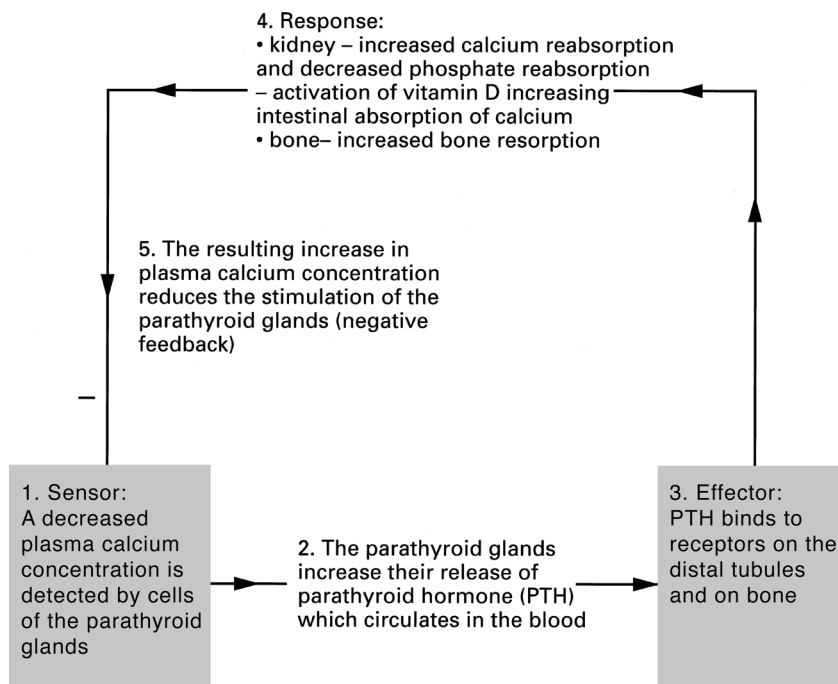 4. Response:
• kidney – increased calcium reabsorption
and decreased phosphate reabsorption
– activation of vitamin D increasing
intestinal absorption of calcium
• bone– increased bone resorption
5. The resulting increase in
plasma calcium concentration
reduces the stimulation of the
parathyroid glands (negative
feedback)
–
1. Sensor:
A decreased
plasma calcium
concentration is
detected by cells
of the parathyroid
glands
2. The parathyroid glands
increase their release of
parathyroid hormone (PTH)
which circulates in the blood
3. Effector:
PTH binds to
receptors on the
distal tubules
and on bone